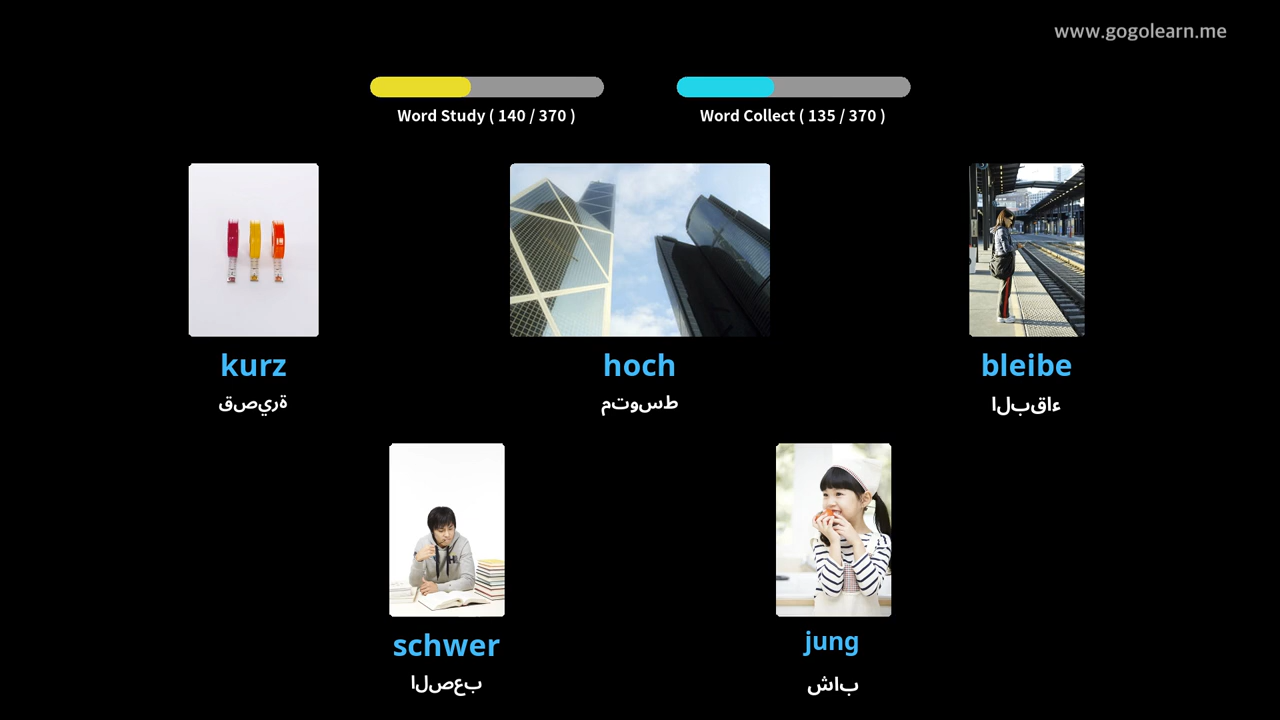 www.gogolearn.me
Word Study ( 140 / 370 )
Word Collect ( 135 / 370 )
kurz
hoch
bleibe
قصيرة
متوسط
البقاء
schwer
jung
الصعب
شاب